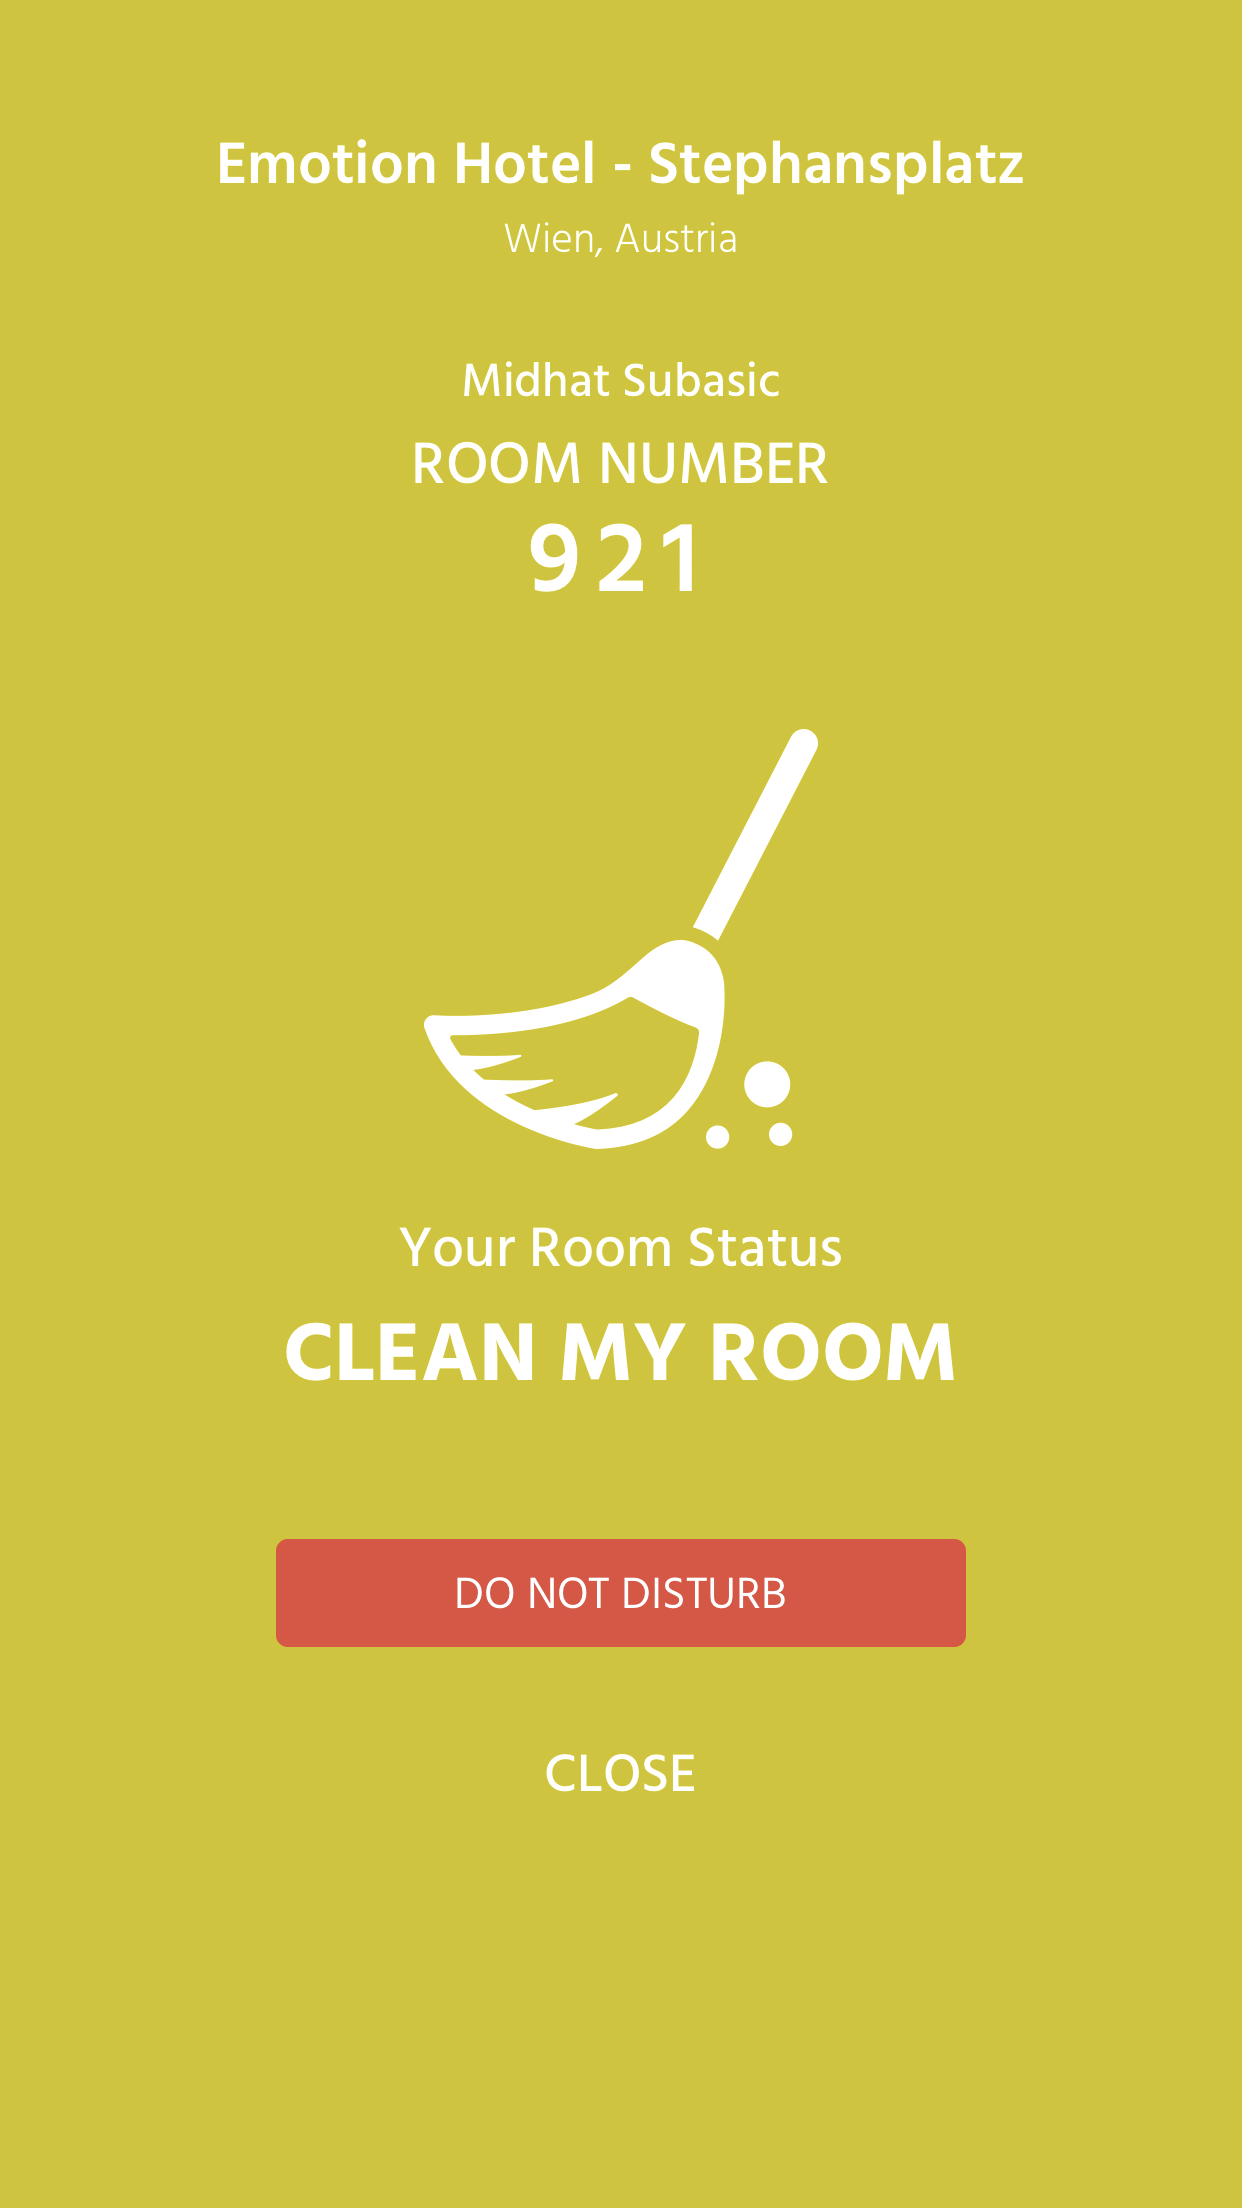 Emotion Hotel - Stephansplatz
Wien, Austria
Midhat Subasic
ROOM NUMBER
921
Your Room Status
CLEAN MY ROOM
DO NOT DISTURB
CLOSE